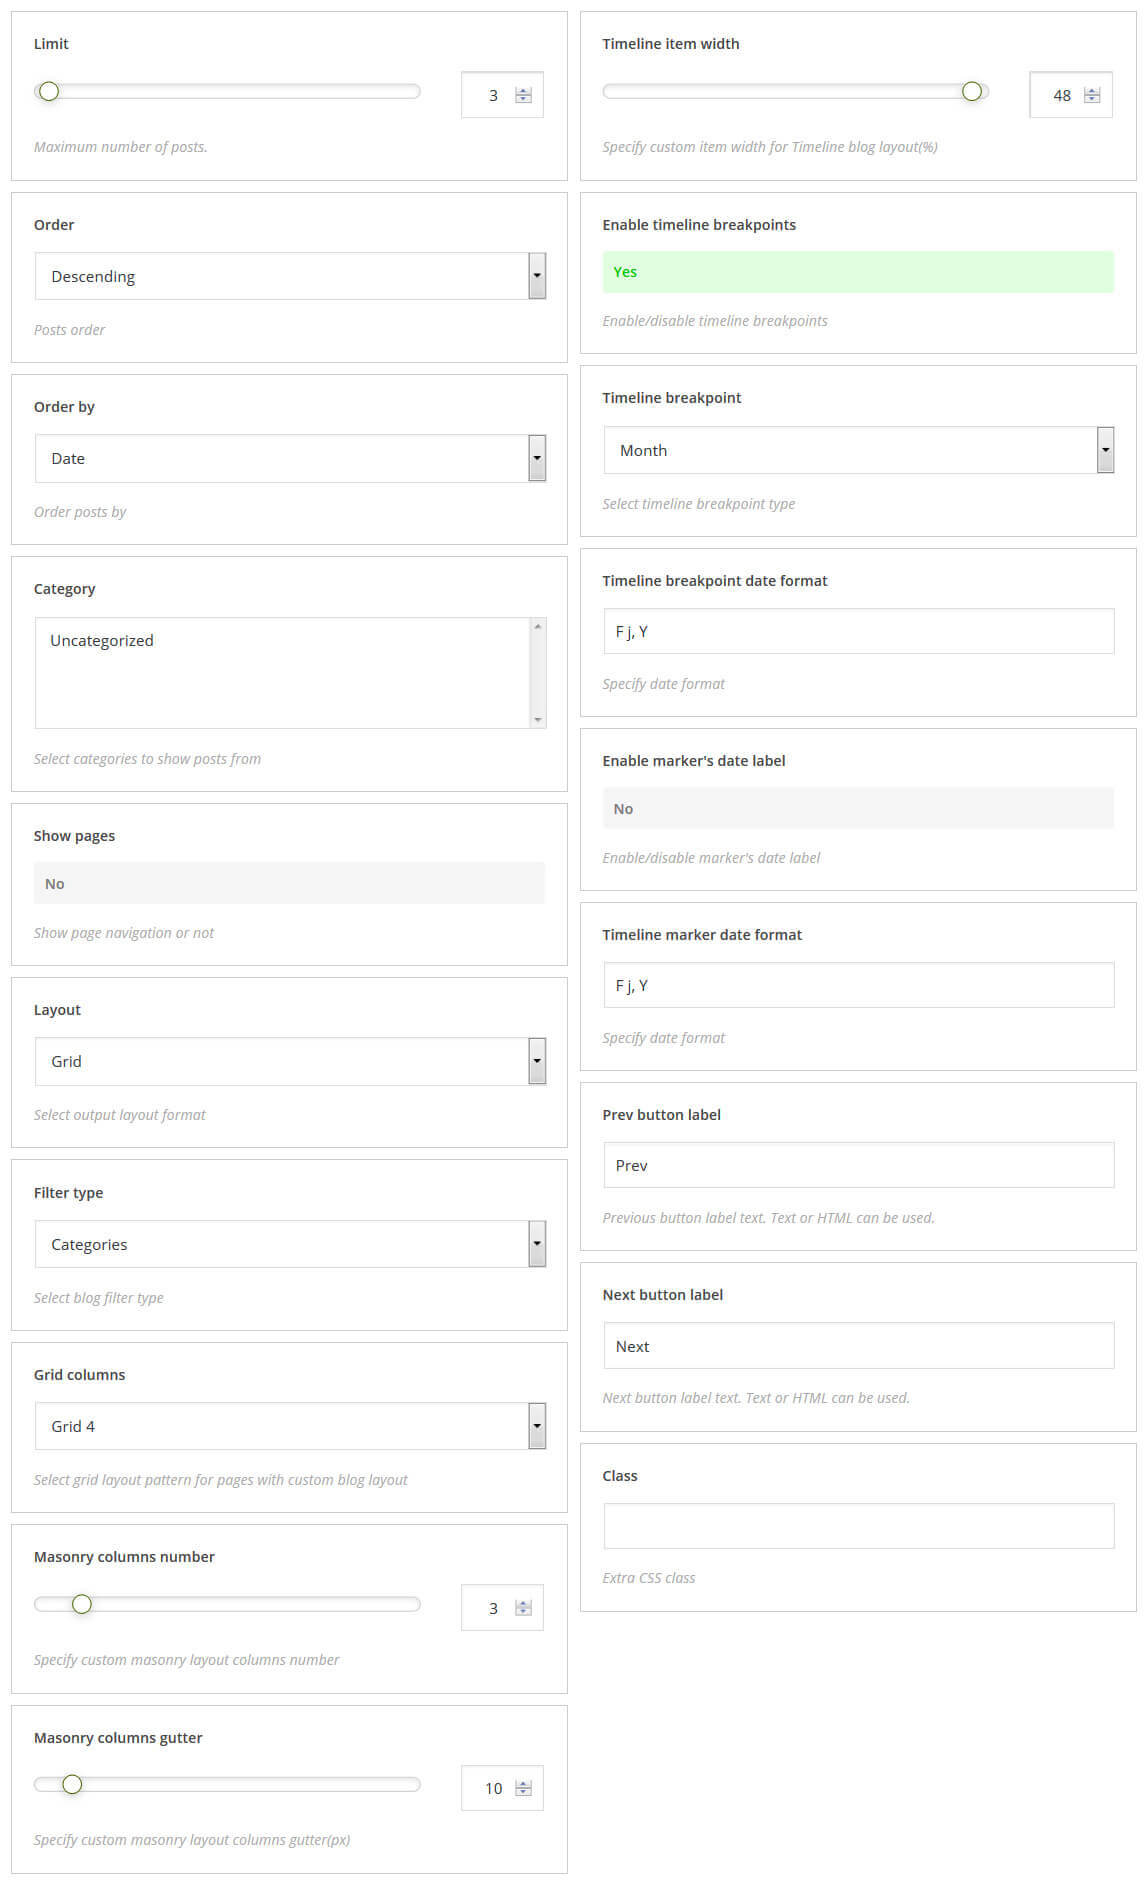 Limit
3
Maximum number of posts.
Order
Descending
Posts order
Order by
Date
Order posts by
Category
Uncategorized
Select categories to show posts from
Show pages
No
Show page navigation or not
Layout
Grid
Select output layout format
Filter type
Categories
Select blog filter type
Grid columns
Grid 4
Select grid layout pattern for pages with custom blog layout
Masonry columns number
3
Specify custom masonry layout columns number
Masonry columns gutter
10
Specify custom masonry layout columns gutter(px)
Timeline item width
48
Specify custom item width for Timeline blog layout(%)
Enable timeline breakpoints
Yes
Enable/disable timeline breakpoints
Timeline breakpoint
Month
Select timeline breakpoint type
Timeline breakpoint date format
F j, Y
Specify date format
Enable marker's date label
No
Enable/disable marker's date label
Timeline marker date format
F j, Y
Specify date format
Prev button label
Prev
Previous button label text. Text or HTML can be used.
Next button label
Next
Next button label text. Text or HTML can be used.
Class
Extra CSS class